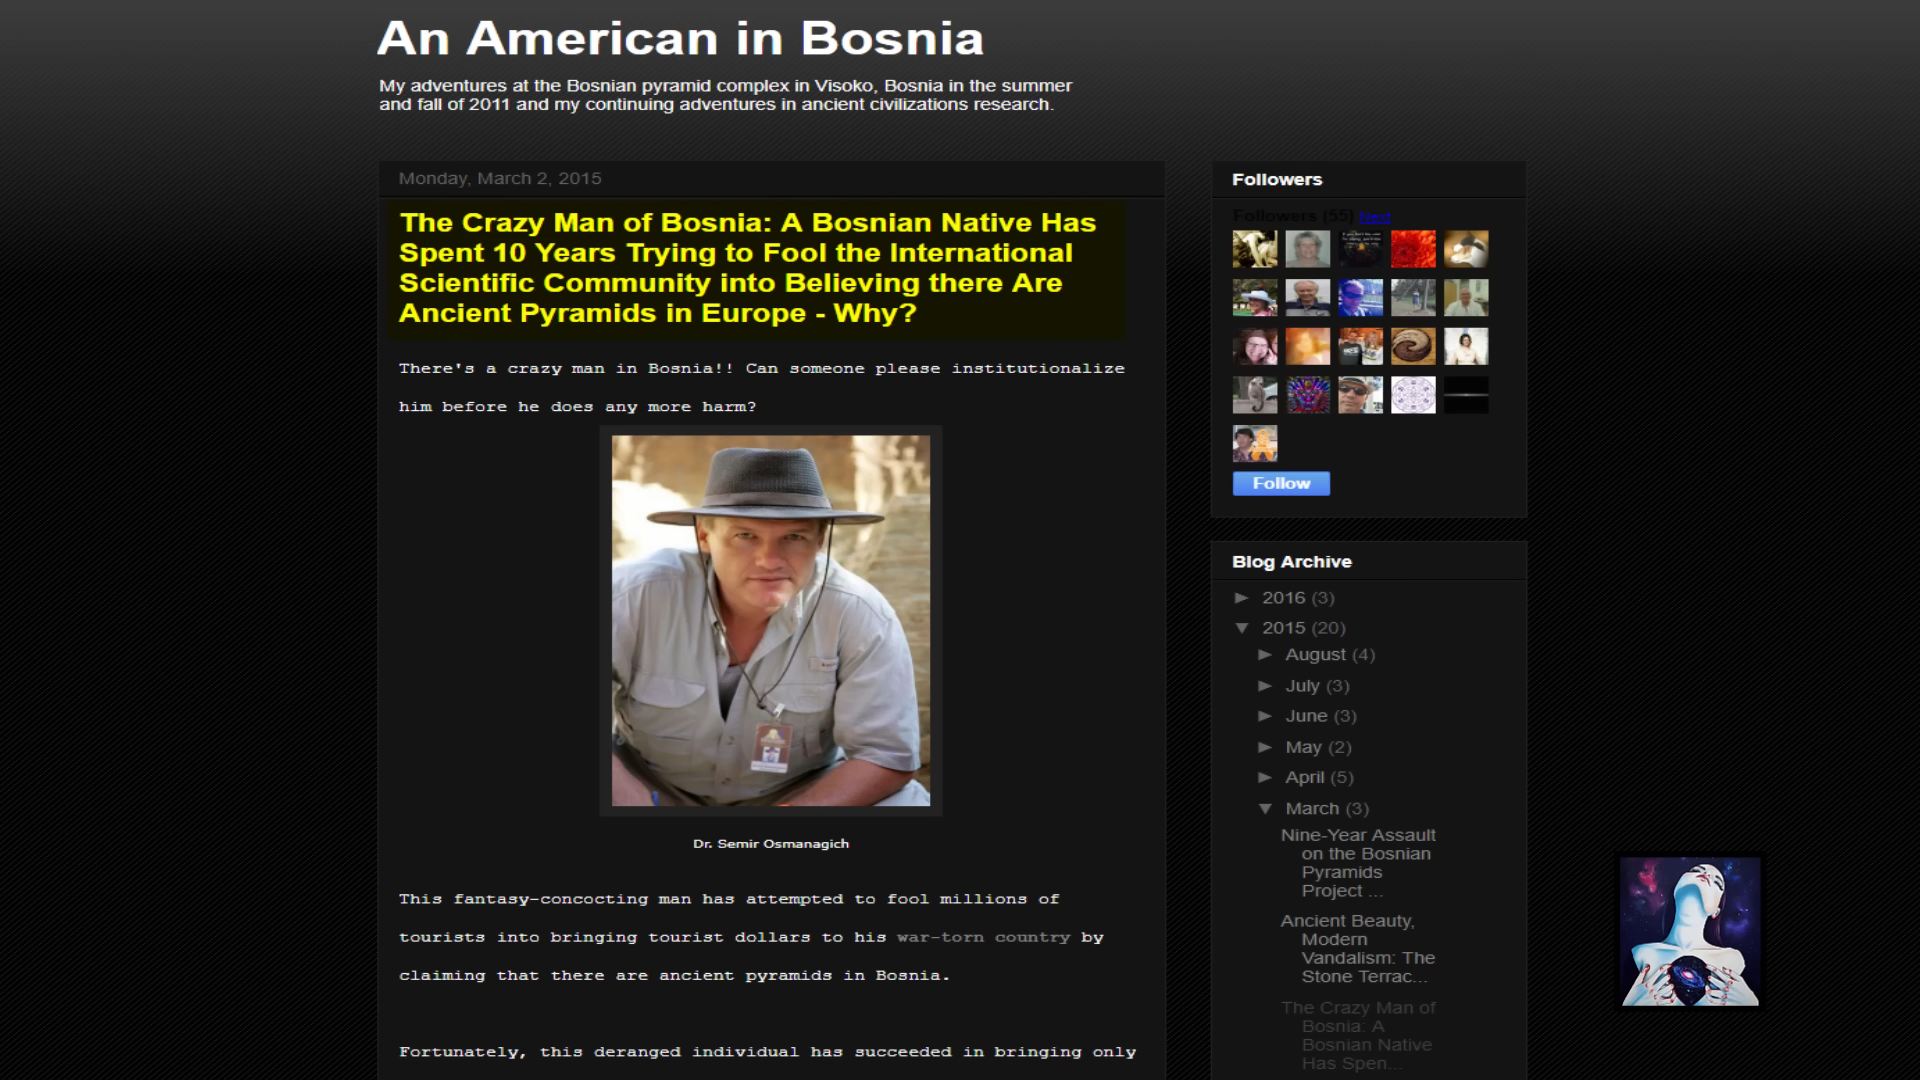 An American in Bosnia
My adventures at the Bosnian pyramid complex in Visoko, Bosnia in the summer
and fall of 2011 and my continuing adventures in ancient civilizations research.
Monday, March 2, 2015
The Crazy Man of Bosnia: A Bosnian Native Has
Spent 10 Years Trying to Fool the International
Scientific Community into Believing there Are
Ancient Pyramids in Europe - Why?
There's a crazy man in Bosnia!! Can someone please institutionalize
him before he does any more harm?
Dr. Semir Osmanagich
This fantasy-concocting man has attempted to fool millions of
tourists into bringing tourist dollars to his war-torn country by
claiming that there are ancient pyramids in Bosnia.
Fortunately, this deranged individual has succeeded in bringing only
Followers
Followers (55) Next
Follow
Blog Archive
► 2016 (3)
▼ 2015 (20)
► August (4)
► July (3)
► June (3)
► May (2)
► April (5)
▼ March (3)
Nine-Year Assault
on the Bosnian
Pyramids
Project ...
Ancient Beauty,
Modern
Vandalism: The
Stone Terrac...
The Crazy Man of
Bosnia: A
Bosnian Native
Has Spen...